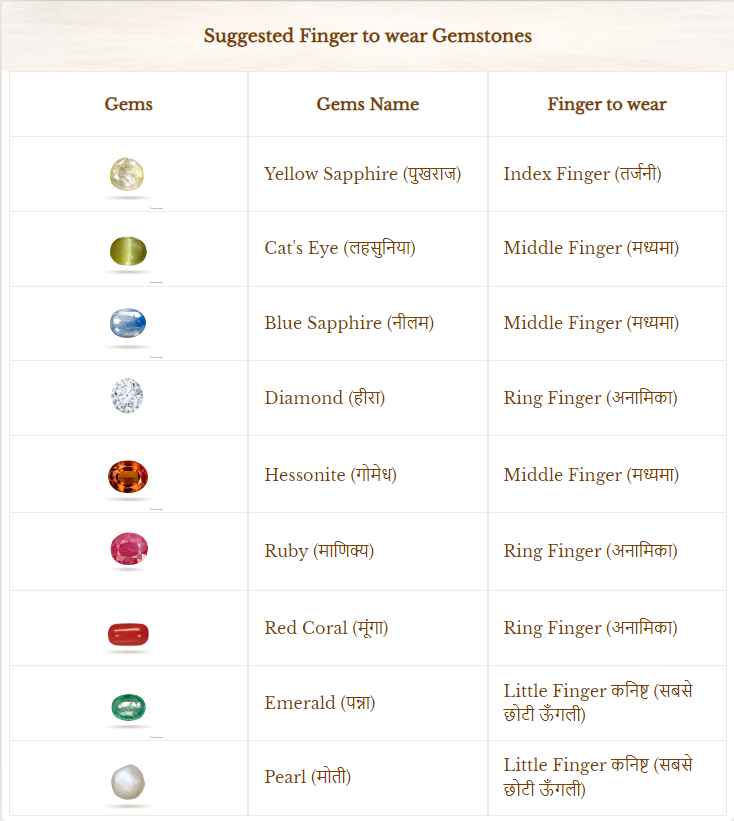 Suggested Finger to wear Gemstones
Gems Gems Name Finger to wear
Yellow Sapphire (पुखराज) Index Finger (तर्जनी)
Cat's Eye (लहसुनिया) Middle Finger (मध्यमा)
Blue Sapphire (नीलम) Middle Finger (मध्यमा)
Diamond (हीरा) Ring Finger (अनामिका)
Hessonite (गोमेध) Middle Finger (मध्यमा)
Ruby (माणिक्य) Ring Finger (अनामिका)
Red Coral (मूंगा) Ring Finger (अनामिका)
Emerald (पन्ना) Little Finger कनिष्ट (सबसे
छोटी ऊँगली)
Pearl (मोती) Little Finger कनिष्ट (सबसे
छोटी ऊँगली)